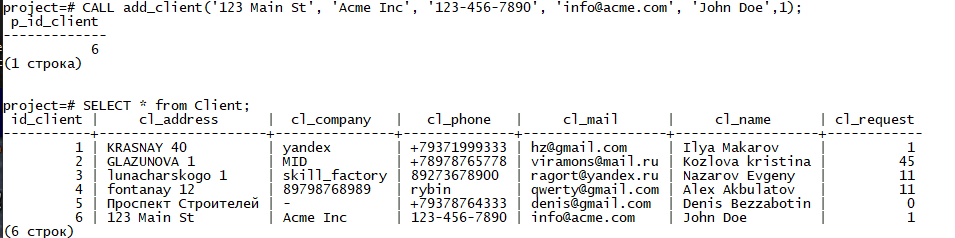 project=# CALL add_client('123 Main St', 'Acme Inc', '123-456-7890', 'info@acme.com', 'John Doe',1);
p_id_client
-------------
6
(1 строка)
project=# SELECT * from Client;
id_client | cl_address | cl_company | cl_phone | cl_mail | cl_name | cl_request
-----------+---------------------+---------------+--------------+------------------+------------------+------------
1 | KRASNAY 40 | yandex | +79371999333 | hz@gmail.com | Ilya Makarov | 1
2 | GLAZUNOVA 1 | MID | +78978765778 | viramons@mail.ru | Kozlova kristina | 45
3 | lunacharskogo 1 | skill_factory | 89273678900 | ragort@yandex.ru | Nazarov Evgeny | 11
4 | fontanay 12 | 89798768989 | rybin | qwerty@gmail.com | Alex Akbulatov | 11
5 | Проспект Строителей | - | +79378764333 | denis@gmail.com | Denis Bezzabotin | 0
6 | 123 Main St | Acme Inc | 123-456-7890 | info@acme.com | John Doe | 1
(6 строк)